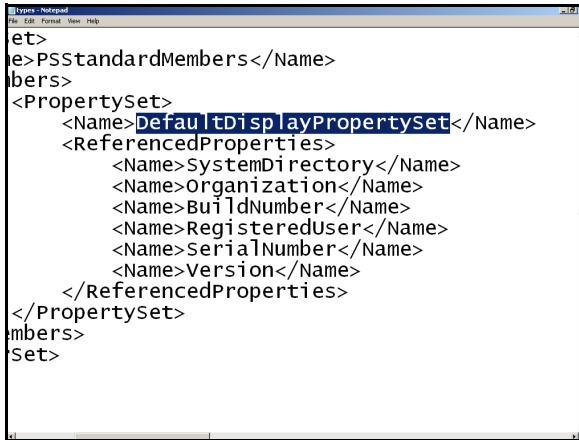 types - Notepad
File Edit Format View Help
Set>
e>PSStandardMembers</Name>
bers>
<PropertySet>
<Name>DefaultDisplayPropertySet</Name>
<ReferencedProperties>
<Name>SystemDirectory</Name>
<Name>Organization</Name>
<Name>BuildNumber</Name>
<Name>RegisteredUser</Name>
<Name>SerialNumber</Name>
<Name>Version</Name>
</ReferencedProperties>
</PropertySet>
mbers>
Set>